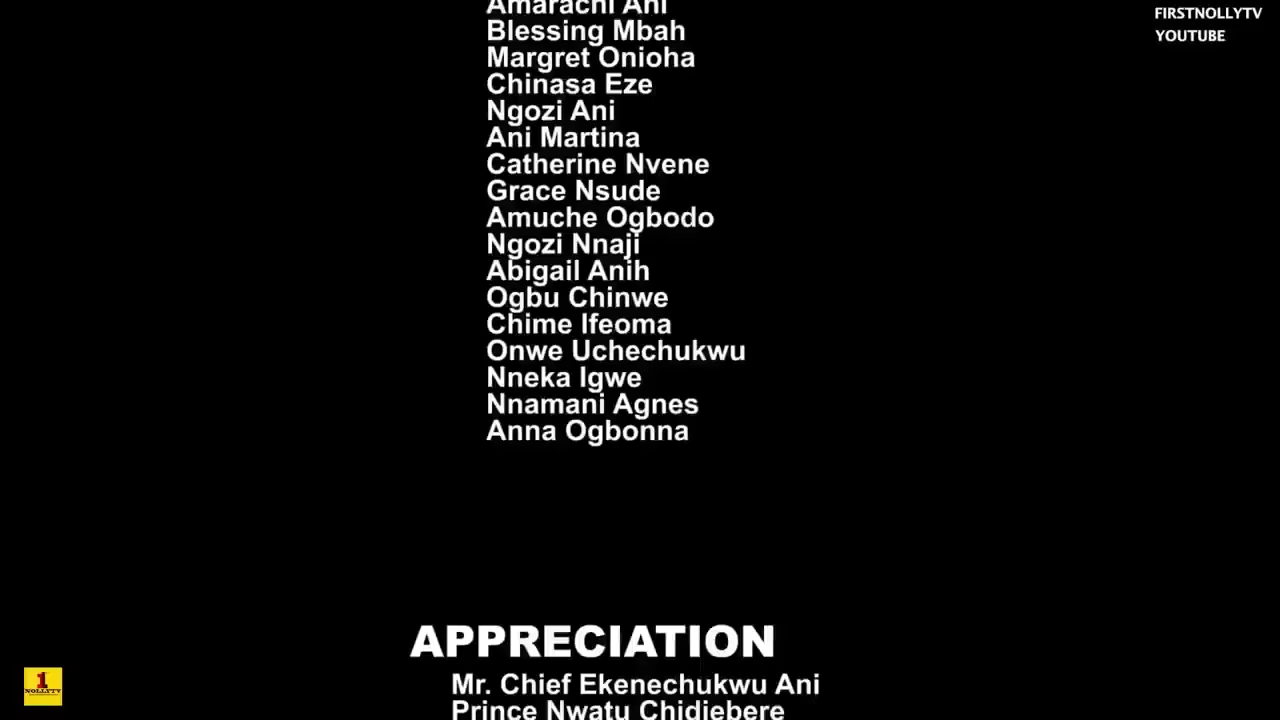 Amarachi Ani
Blessing Mbah
Margret Onioha
Chinasa Eze
Ngozi Ani
Ani Martina
Catherine Nvene
Grace Nsude
Amuche Ogbodo
Ngozi Nnaji
Abigail Anih
Ogbu Chinwe
Chime Ifeoma
Onwe Uchechukwu
Nneka Igwe
Nnamani Agnes
Anna Ogbonna
APPRECIATION
Mr. Chief Ekenechukwu Ani
Prince Nwatu Chidiebere
FIRSTNOLLYTV
YOUTUBE
1
NOLLYTV